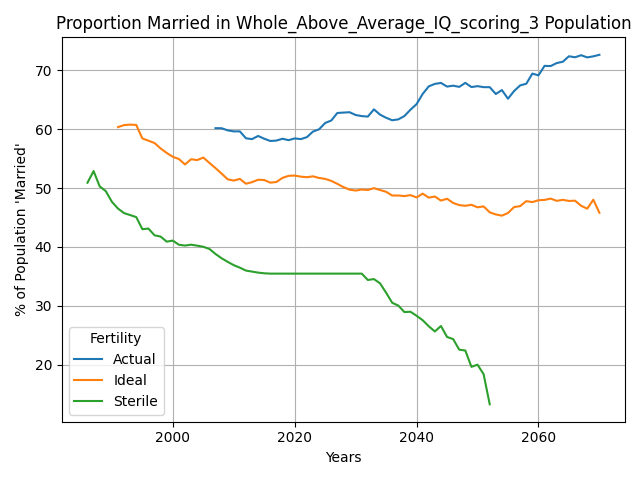 Proportion Married in Whole_Above_Average_IQ_scoring_3 Population
% of Population 'Married'
70
60
50
40
30
20
Fertility
Actual
Ideal
Sterile
2000
2020
2040
2060
Years